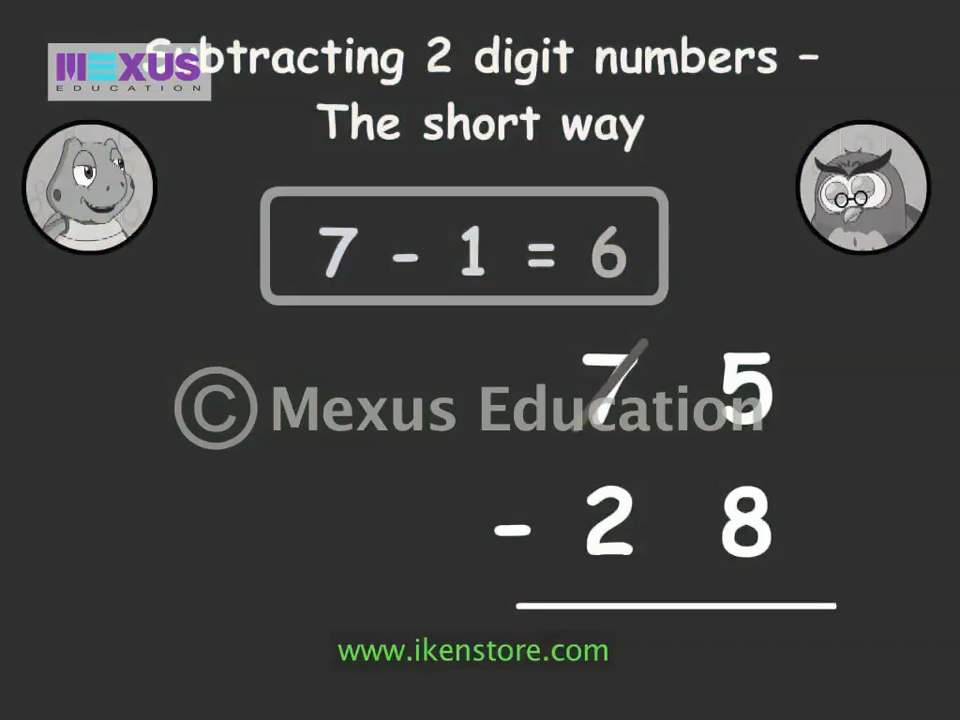 Subtracting 2 digit numbers –
MEXUS
EDUCATION
The short way
7 - 1 = 6
7 5
© Mexus Education
- 2 8
www.ikenstore.com